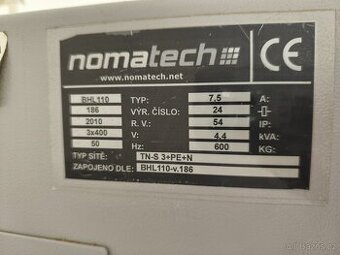 nomatech CE
www.nomatech.net
BHL110 TYP: 7.5 A:
186 VÝR. ČÍSLO: 24
2010 R. V.: 54 IP:
3x400 V: 4.4 kVA:
50 Hz: 600 KG:
TYP SÍTĚ: TN-S 3+PE+N
ZAPOJENO DLE: BHL110-v.186